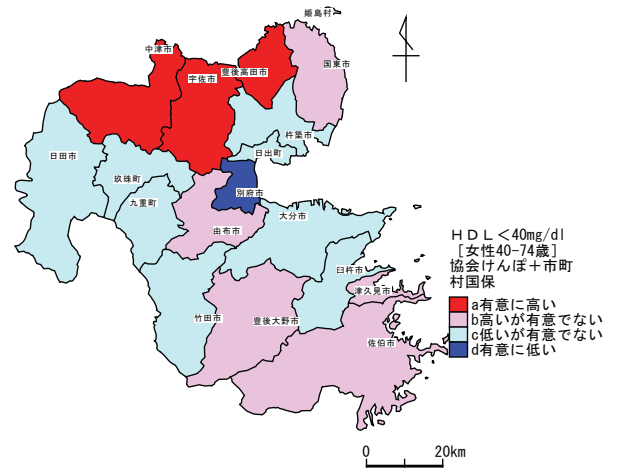 姫島村
中津市
国東市
豊後高田市
宇佐市
杵築市
日田市
日出町
玖珠町
別府市
九重町
大分市
由布市
臼杵市
津久見市
竹田市
豊後大野市
佐伯市
HDL<40mg/dl
[女性40-74歳]
協会けんぽ+市町
村国保
a有意に高い
b高いが有意でない
c低いが有意でない
d有意に低い
0 20km